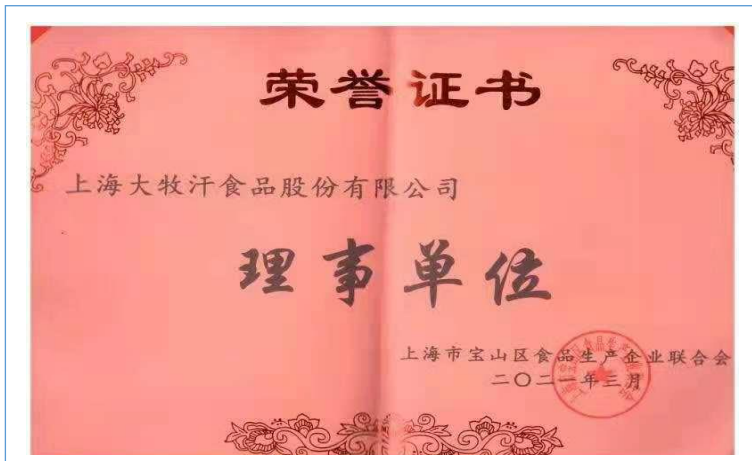 荣誉证书
上海大牧汗食品股份有限公司
理事单位
上海市宝山区食品生产企业联合会
二〇二一年三月